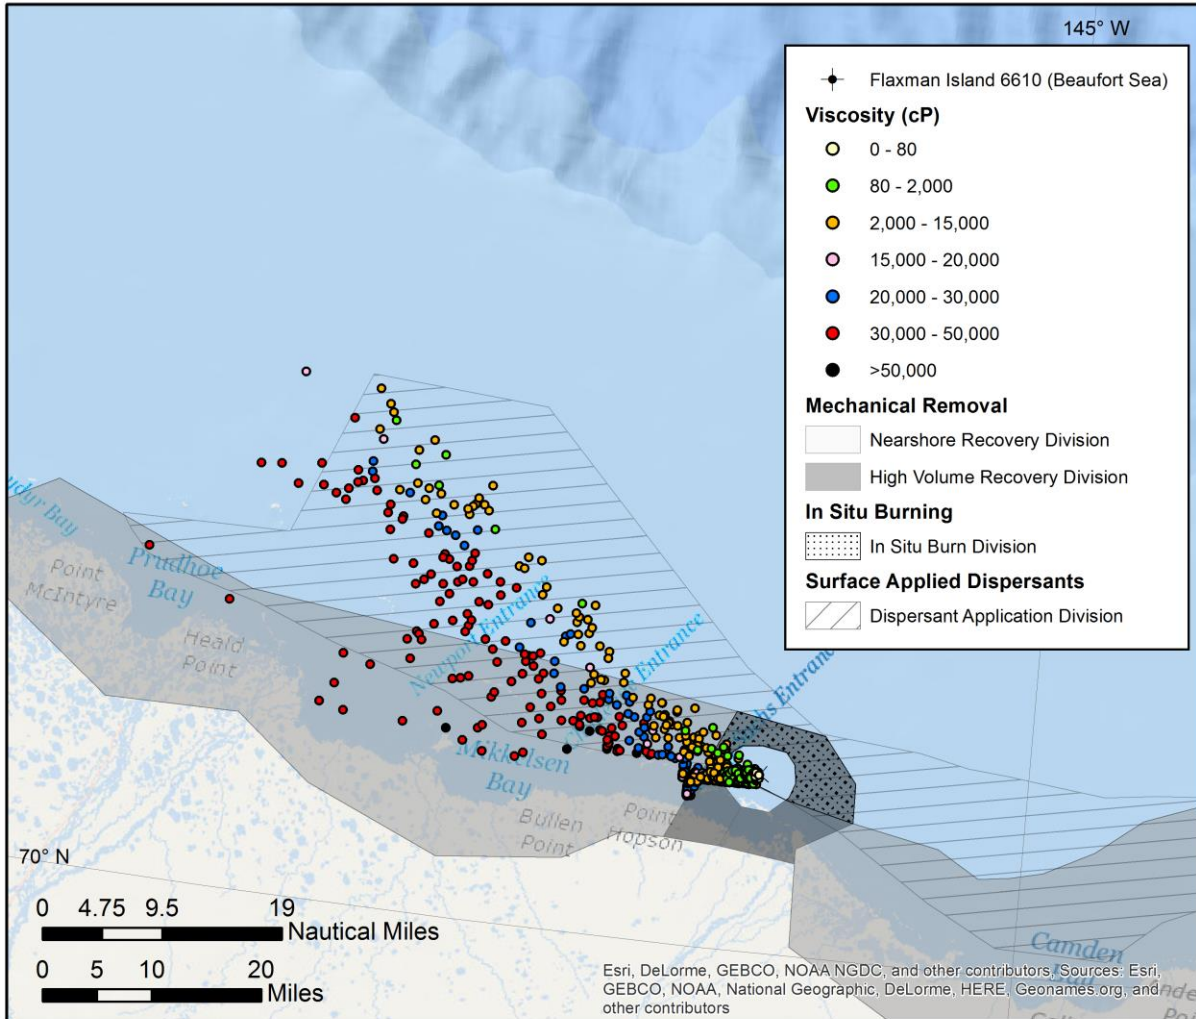 145° W
Flaxman Island 6610 (Beaufort Sea)
Viscosity (cP)
0 - 80
80 - 2,000
2,000 - 15,000
15,000 - 20,000
20,000 - 30,000
30,000 - 50,000
>50,000
Mechanical Removal
Nearshore Recovery Division
High Volume Recovery Division
In Situ Burning
In Situ Burn Division
Surface Applied Dispersants
Dispersant Application Division
Bay
Point
McIntyre
Prudhoe
Bay
Heald
Point
Newport Entrance
Entrance
Entrance
Mikkelsen
Bay
Bullen
Point
Point
Hopson
70° N
Camden
0 4.75 9.5 19
Nautical Miles
0 5 10 20
Miles
Esri, DeLorme, GEBCO, NOAA NGDC, and other contributors, Sources: Esri,
GEBCO, NOAA, National Geographic, DeLorme, HERE, Geonames.org, and
other contributors